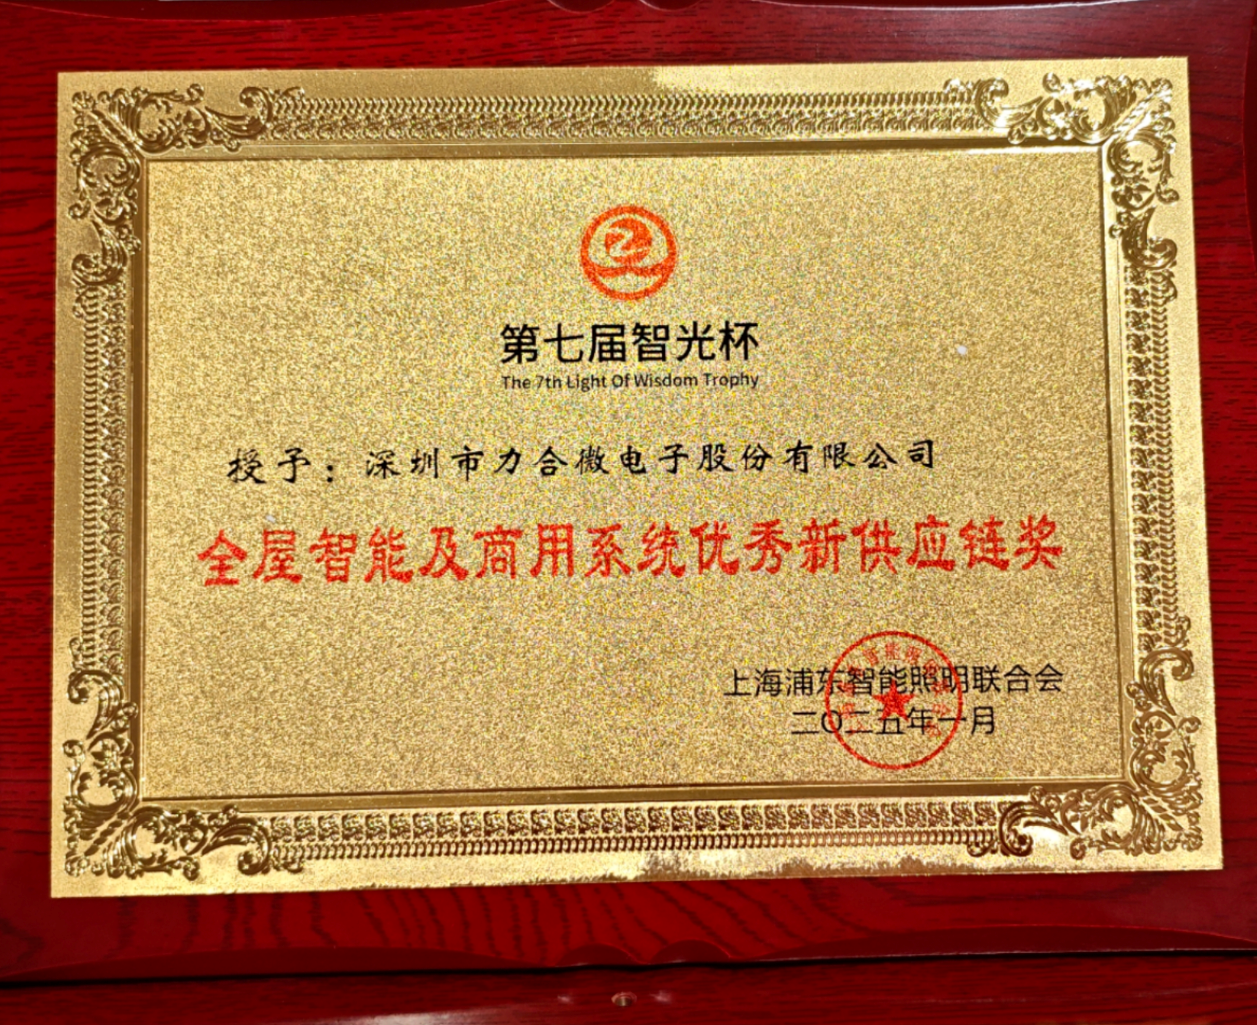 第七届智光杯
The 7th Light Of Wisdom Trophy
授予：深圳市力合微电子股份有限公司
全屋智能及商用系统优秀新供应链奖
上海浦东智能照明联合会
二〇二五年一月